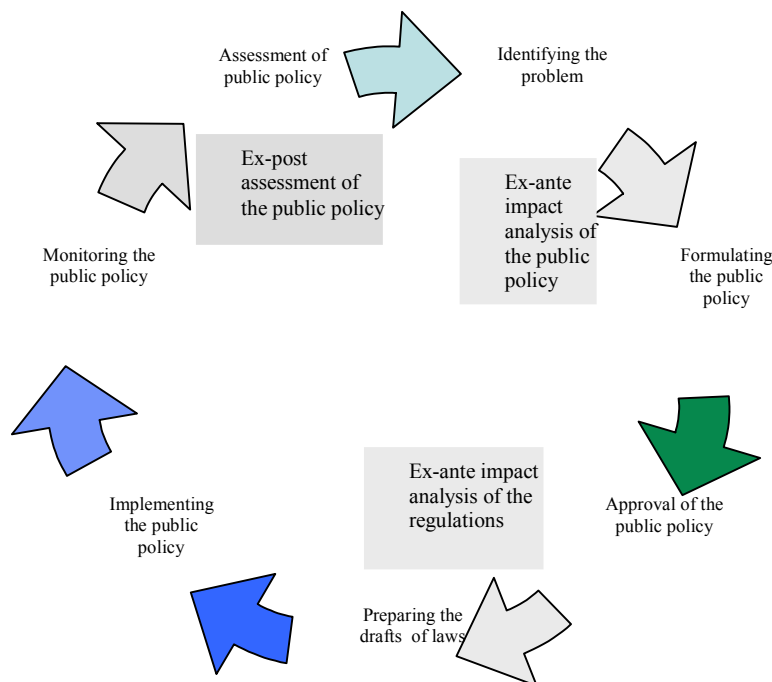 Assessment of
public policy
Identifying the
problem
Ex-post
assessment of
the public policy
Ex-ante
impact
analysis of
the public
policy
Monitoring the
public policy
Formulating
the public
policy
Ex-ante impact
analysis of the
regulations
Implementing
the public
policy
Approval of the
public policy
Preparing the
drafts of laws